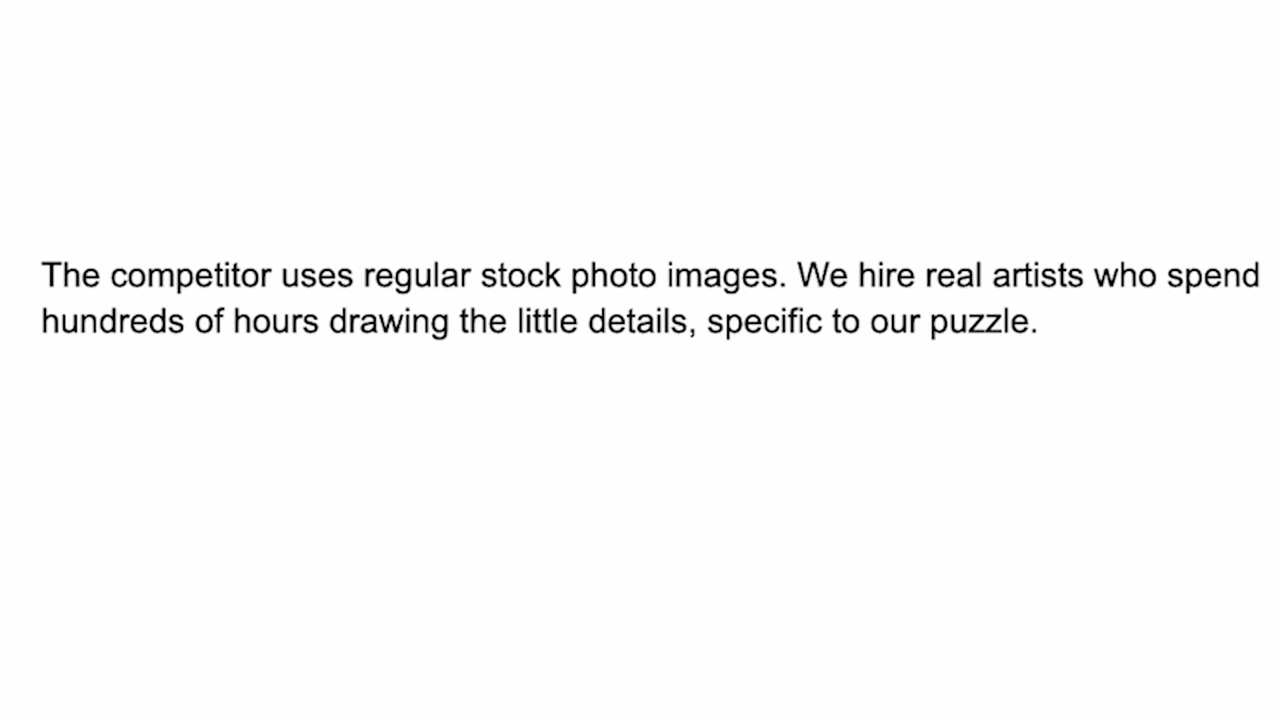 The competitor uses regular stock photo images. We hire real artists who spend
hundreds of hours drawing the little details, specific to our puzzle.